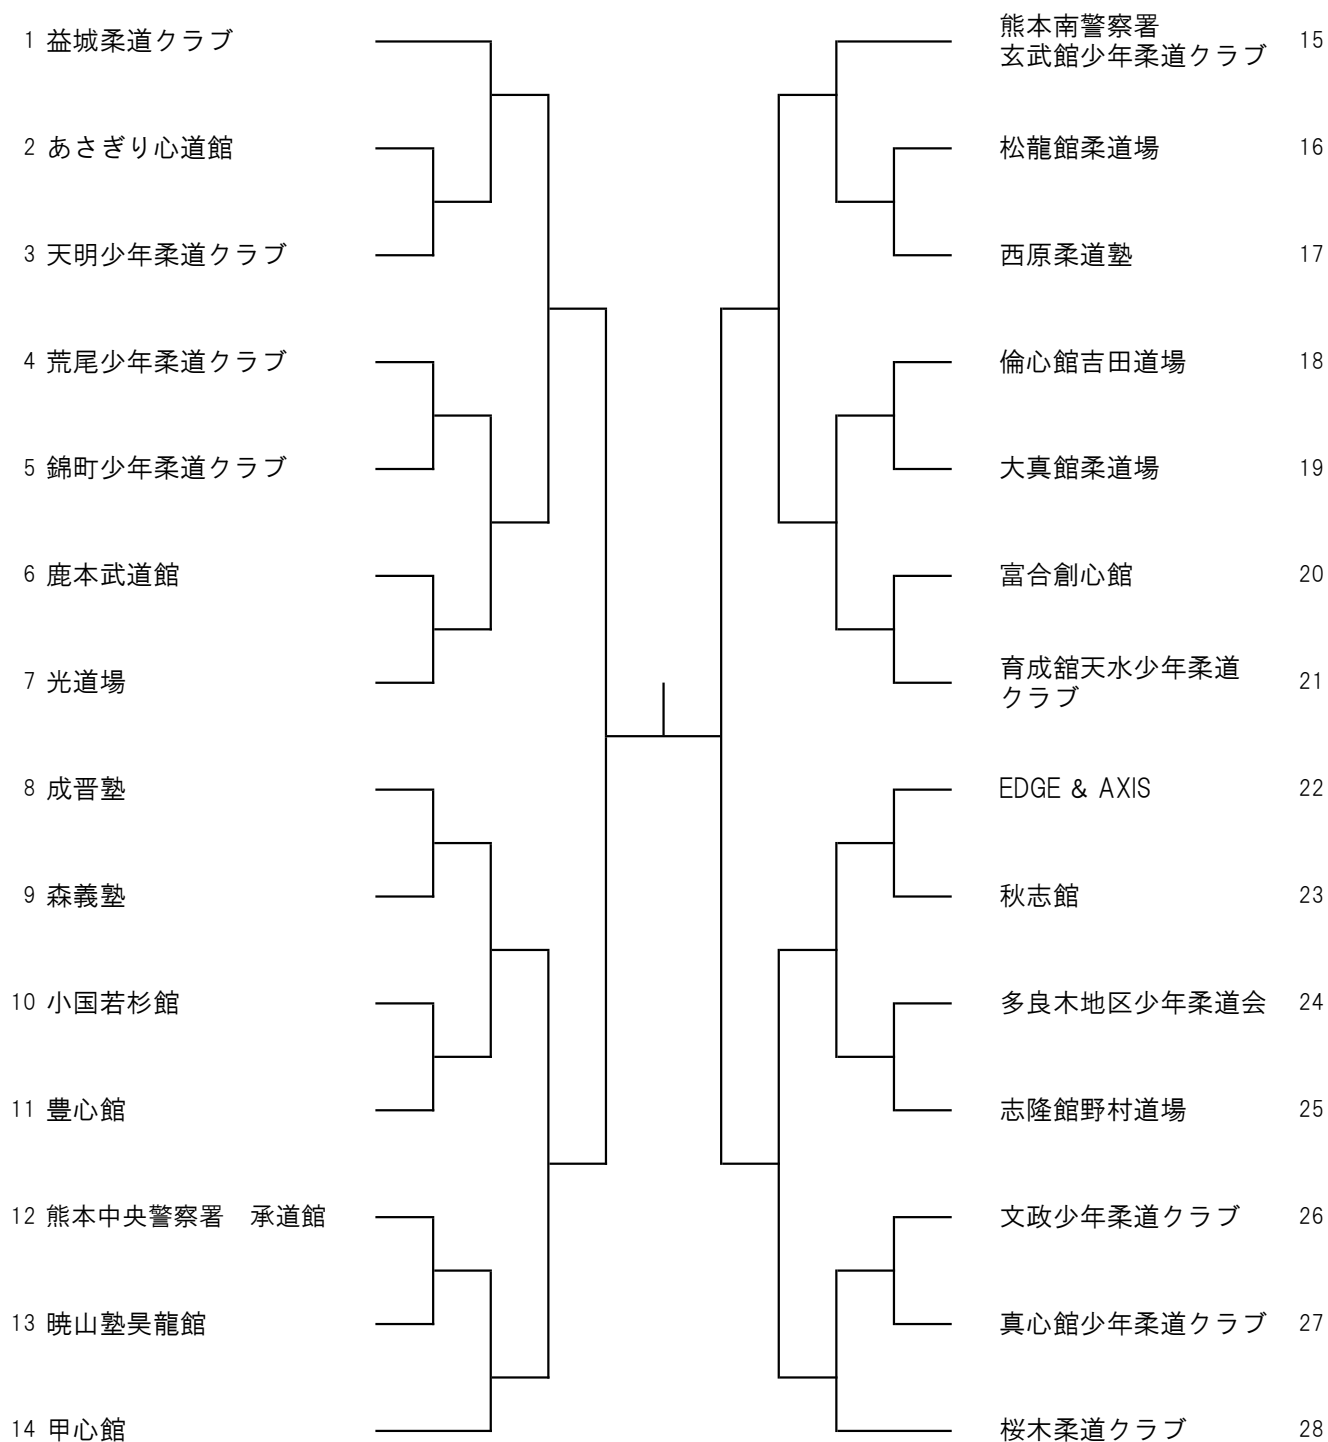 1 益城柔道クラブ
2 あさぎり心道館
3 天明少年柔道クラブ
4 荒尾少年柔道クラブ
5 錦町少年柔道クラブ
6 鹿本武道館
7 光道場
8 成晋塾
9 森義塾
10 小国若杉館
11 豊心館
12 熊本中央警察署　承道館
13 暁山塾昊龍館
14 甲心館
熊本南警察署
玄武館少年柔道クラブ 15
松龍館柔道場 16
西原柔道塾 17
倫心館吉田道場 18
大真館柔道場 19
富合創心館 20
育成舘天水少年柔道
クラブ 21
EDGE & AXIS 22
秋志館 23
多良木地区少年柔道会 24
志隆館野村道場 25
文政少年柔道クラブ 26
真心館少年柔道クラブ 27
桜木柔道クラブ 28